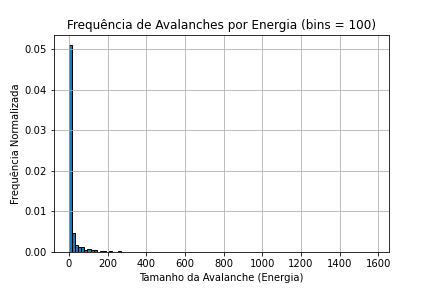 Frequência de Avalanches por Energia (bins = 100)
0.05
0.04
0.03
0.02
0.01
0.00
Frequência Normalizada
0 200 400 600 800 1000 1200 1400 1600
Tamanho da Avalanche (Energia)